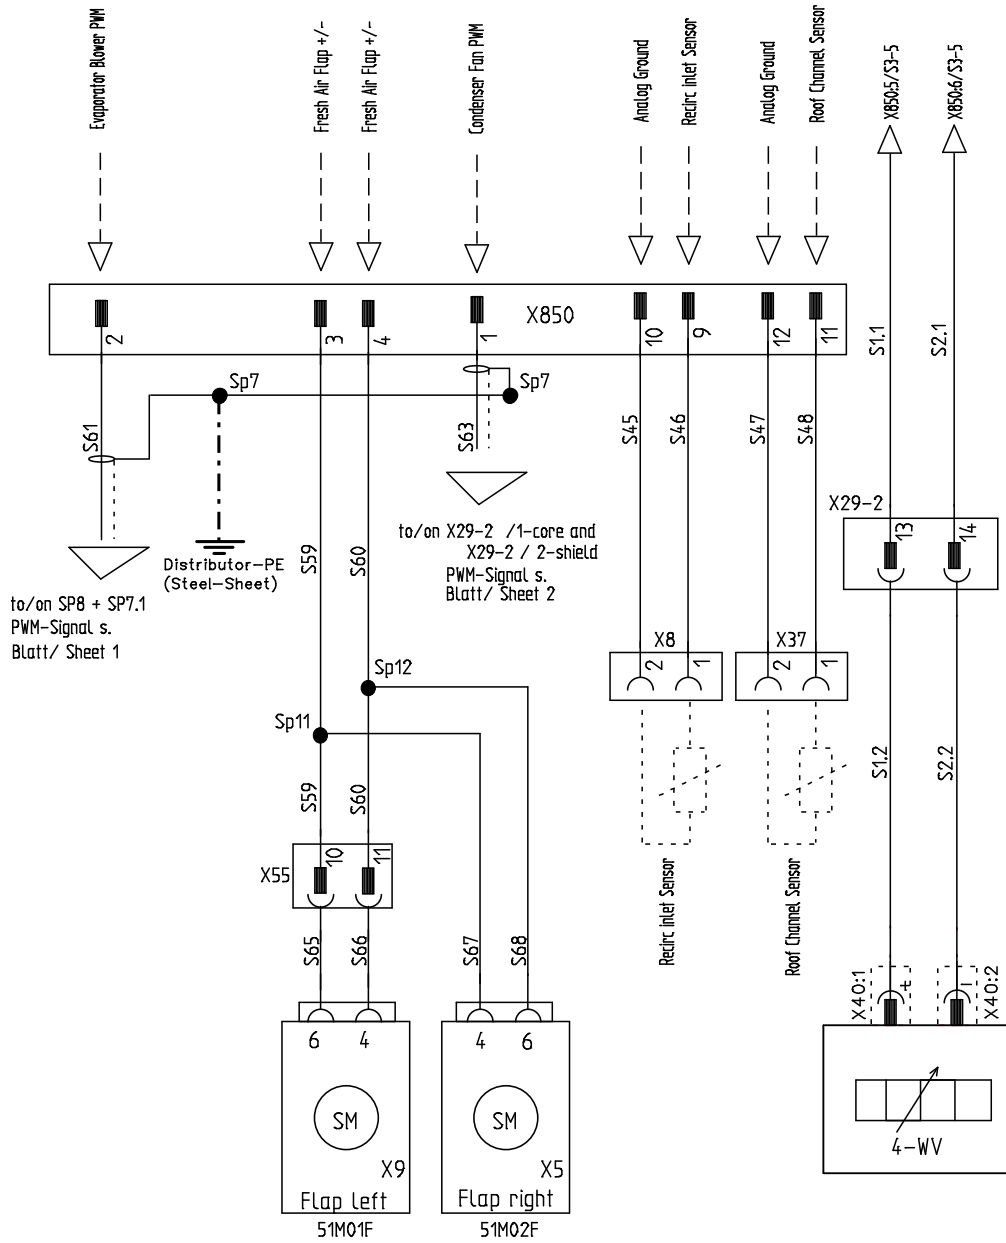 Evaporator Blower PWM
Fresh Air Flap +/-
Fresh Air Flap +/-
Condenser Fan PWM
Analog Ground
Recirc inlet Sensor
Analog Ground
Roof Channel Sensor
X850:5/S3-5
X850:6/S3-5
X850
2
3
4
1
10
9
12
11
S1.1
S2.1
Sp7
Sp7
S61
S63
S45
S46
S47
S48
X29-2
13
14
to/on X29-2 /1-core and
X29-2 / 2-shield
PWM-Signal s.
Blatt/ Sheet 2
Distributor-PE
(Steel-Sheet)
S59
S60
to/on SP8 + SP7.1
PWM-Signal s.
Blatt/ Sheet 1
X8
2
1
X37
2
1
Sp12
Sp11
S59
S60
S1.2
S2.2
X55
10
11
Recirc inlet Sensor
Roof Channel Sensor
S65
S66
S67
S68
X40:1
+
-
X40:2
6
4
4
6
SM
SM
4-WV
X9
X5
Flap left
Flap right
51M01F
51M02F